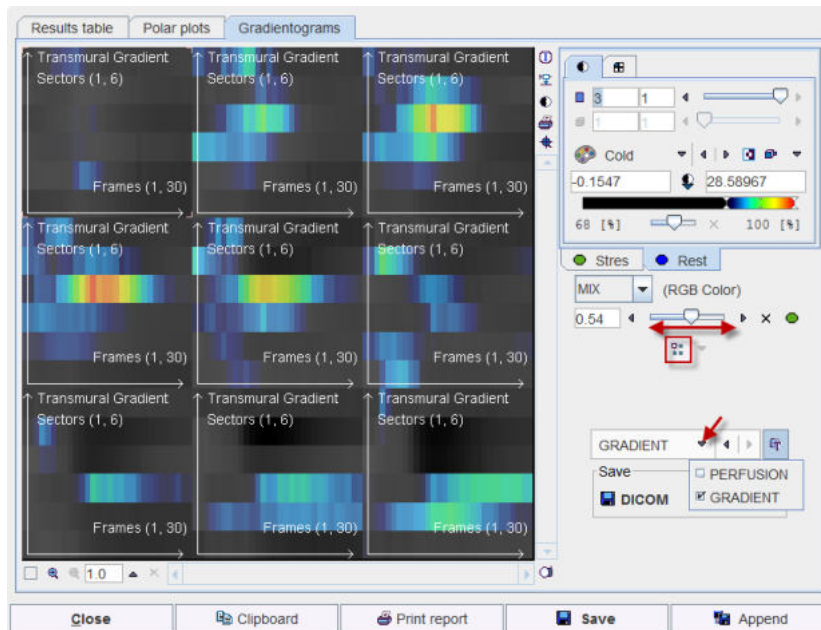 Results table Polar plots Gradientograms
Transmural Gradient Transmural Gradient Transmural Gradient
Sectors (1, 6) Sectors (1, 6) Sectors (1, 6)
Frames (1, 30) Frames (1, 30) Frames (1, 30)
Transmural Gradient Transmural Gradient Transmural Gradient
Sectors (1, 6) Sectors (1, 6) Sectors (1, 6)
Frames (1, 30) Frames (1, 30) Frames (1, 30)
Transmural Gradient Transmural Gradient Transmural Gradient
Sectors (1, 6) Sectors (1, 6) Sectors (1, 6)
Frames (1, 30) Frames (1, 30) Frames (1, 30)
1.0
3 1
1 1
Cold
-0.1547 28.58967
68 [%] 100 [%]
Stres Rest
MIX (RGB Color)
0.54
GRADIENT
PERFUSION
GRADIENT
Save
DICOM
Close Clipboard Print report Save Append